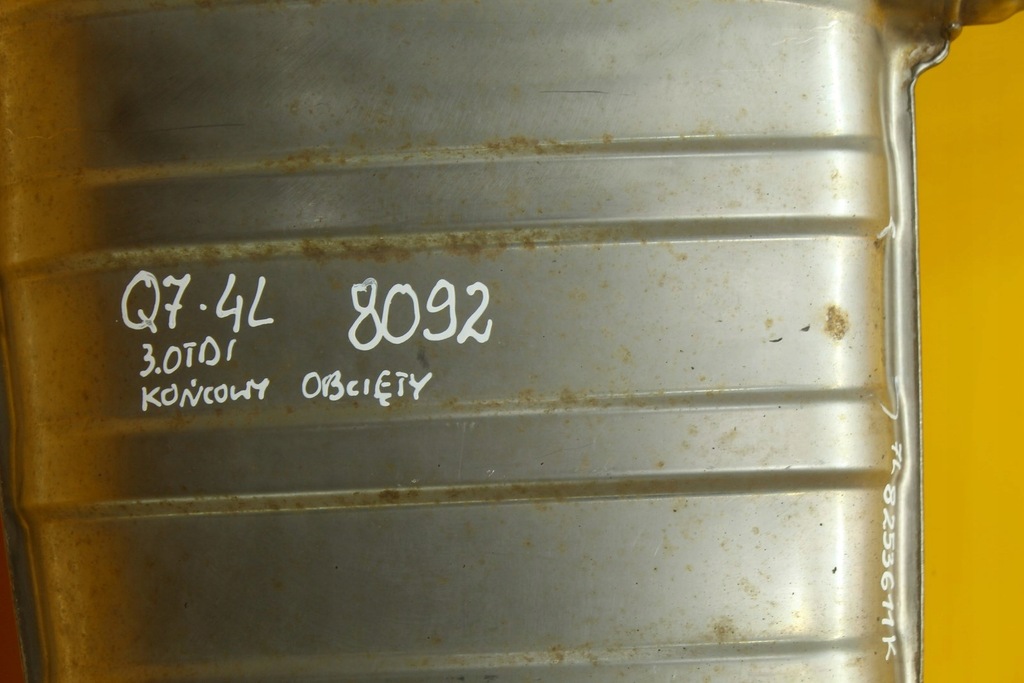 Q7·4L 8092
3.0TDI
KOŃCOWY OBCIĘTY
7L8253611K